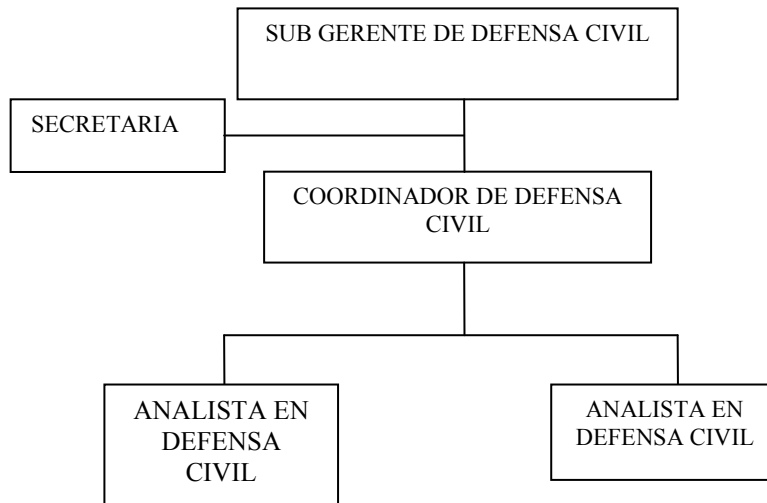 SUB GERENTE DE DEFENSA CIVIL
SECRETARIA
COORDINADOR DE DEFENSA
CIVIL
ANALISTA EN
DEFENSA
CIVIL
ANALISTA EN
DEFENSA CIVIL